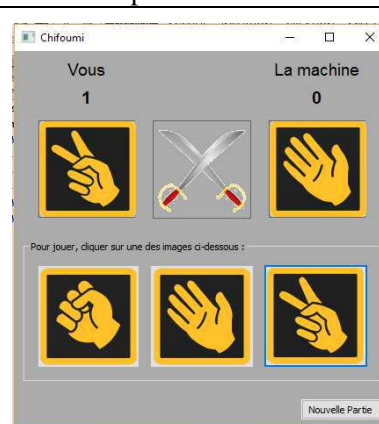 Chifoumi
Vous
La machine
1
0
Pour jouer, cliquer sur une des images ci-dessous :
Nouvelle Partie